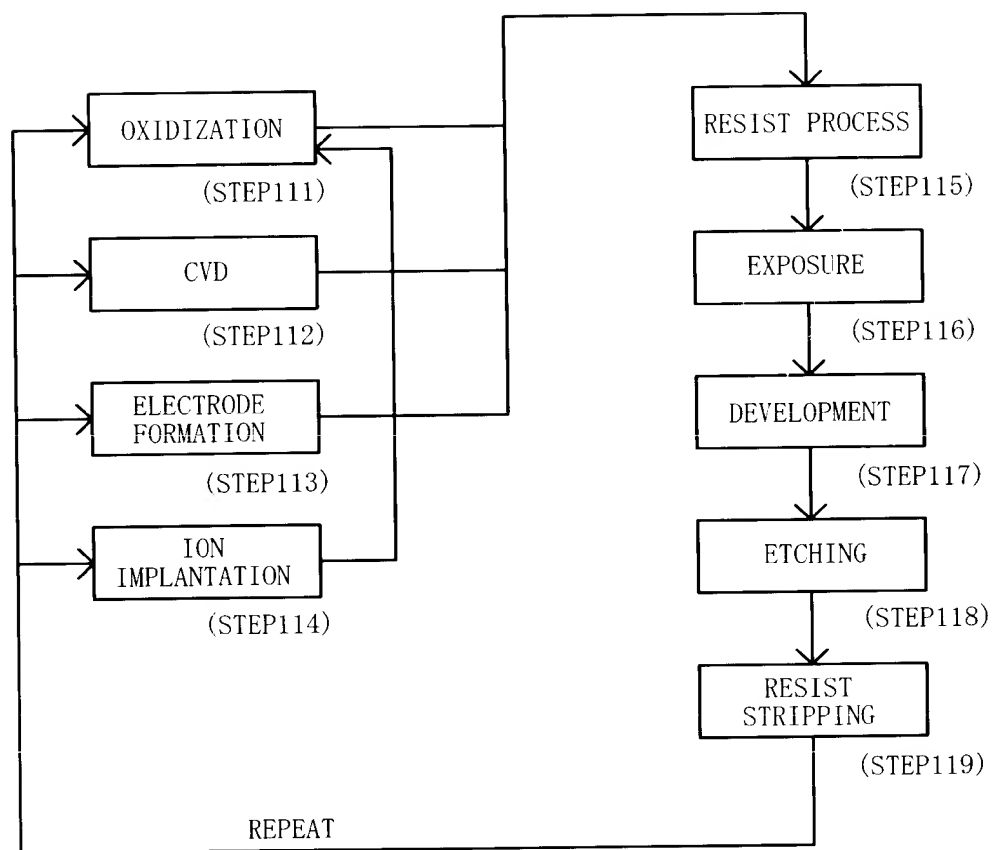 OXIDIZATION
(STEP111)
CVD
(STEP112)
ELECTRODE
FORMATION
(STEP113)
ION
IMPLANTATION
(STEP114)
RESIST PROCESS
(STEP115)
EXPOSURE
(STEP116)
DEVELOPMENT
(STEP117)
ETCHING
(STEP118)
RESIST
STRIPPING
(STEP119)
REPEAT